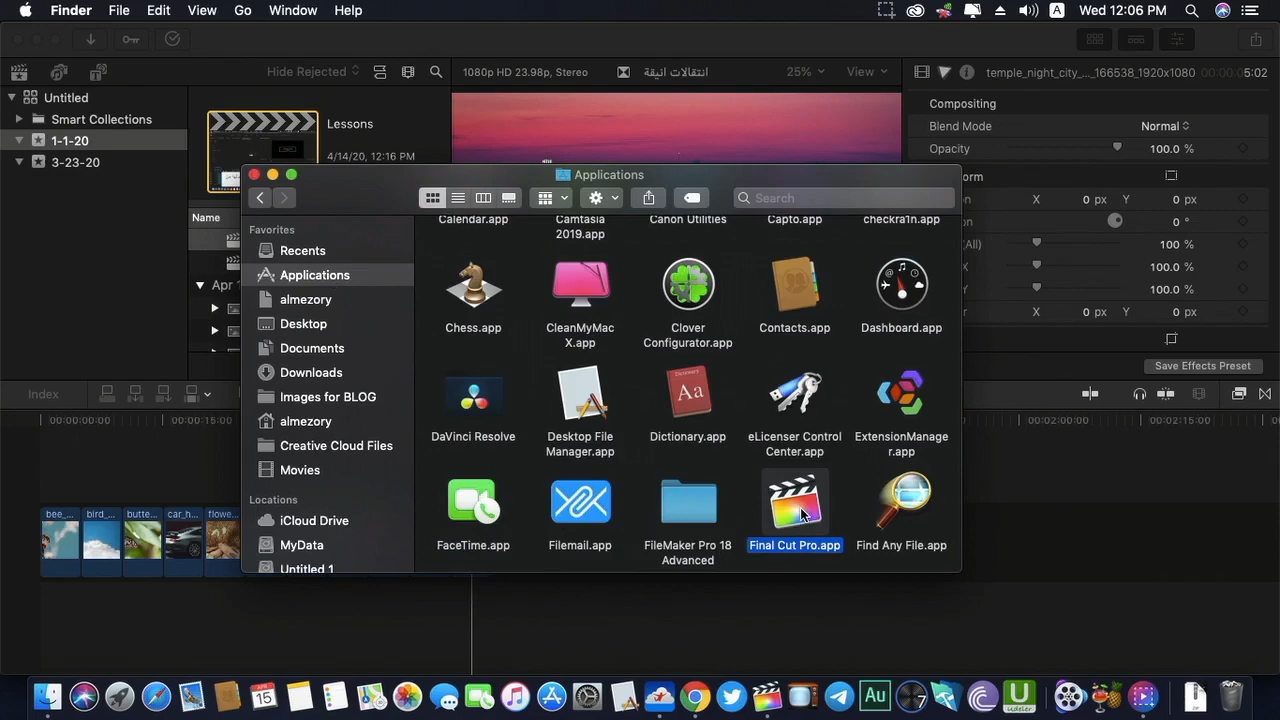 Finder File Edit View Go Window Help
A Wed 12:06 PM
Hide Rejected
1080p HD 23.98p, Stereo
انتقالات انيقة
25%
View
temple_night_city_..._166538_1920x1080
5:02
Untitled
Smart Collections
1-1-20
3-23-20
Lessons
4/14/20, 12:16 PM
Name
Compositing
Blend Mode
Normal
Opacity
100.0 %
X 0 px Y 0 px
0 °
(All) 100 %
X 100.0 %
Y 100.0 %
X 0 px Y 0 px
Save Effects Preset
Applications
Search
Favorites
Recents
Applications
almezory
Desktop
Documents
Downloads
Images for BLOG
almezory
Creative Cloud Files
Movies
Locations
iCloud Drive
MyData
Untitled 1
Calendar.app
Camtasia
2019.app
Canon Utilities
Capto.app
checkra1n.app
Chess.app
CleanMyMac
X.app
Clover
Configurator.app
Contacts.app
Dashboard.app
DaVinci Resolve
Desktop File
Manager.app
Dictionary.app
eLicenser Control
Center.app
ExtensionManage
r.app
FaceTime.app
Filemail.app
FileMaker Pro 18
Advanced
Final Cut Pro.app
Find Any File.app
Index
00:00:00:00
00:00:15:00
00:02:00:00
00:02:15:00
bee_...
bird_...
butte...
car_h...
flowe...
APR
15
Au
7
U
udeler